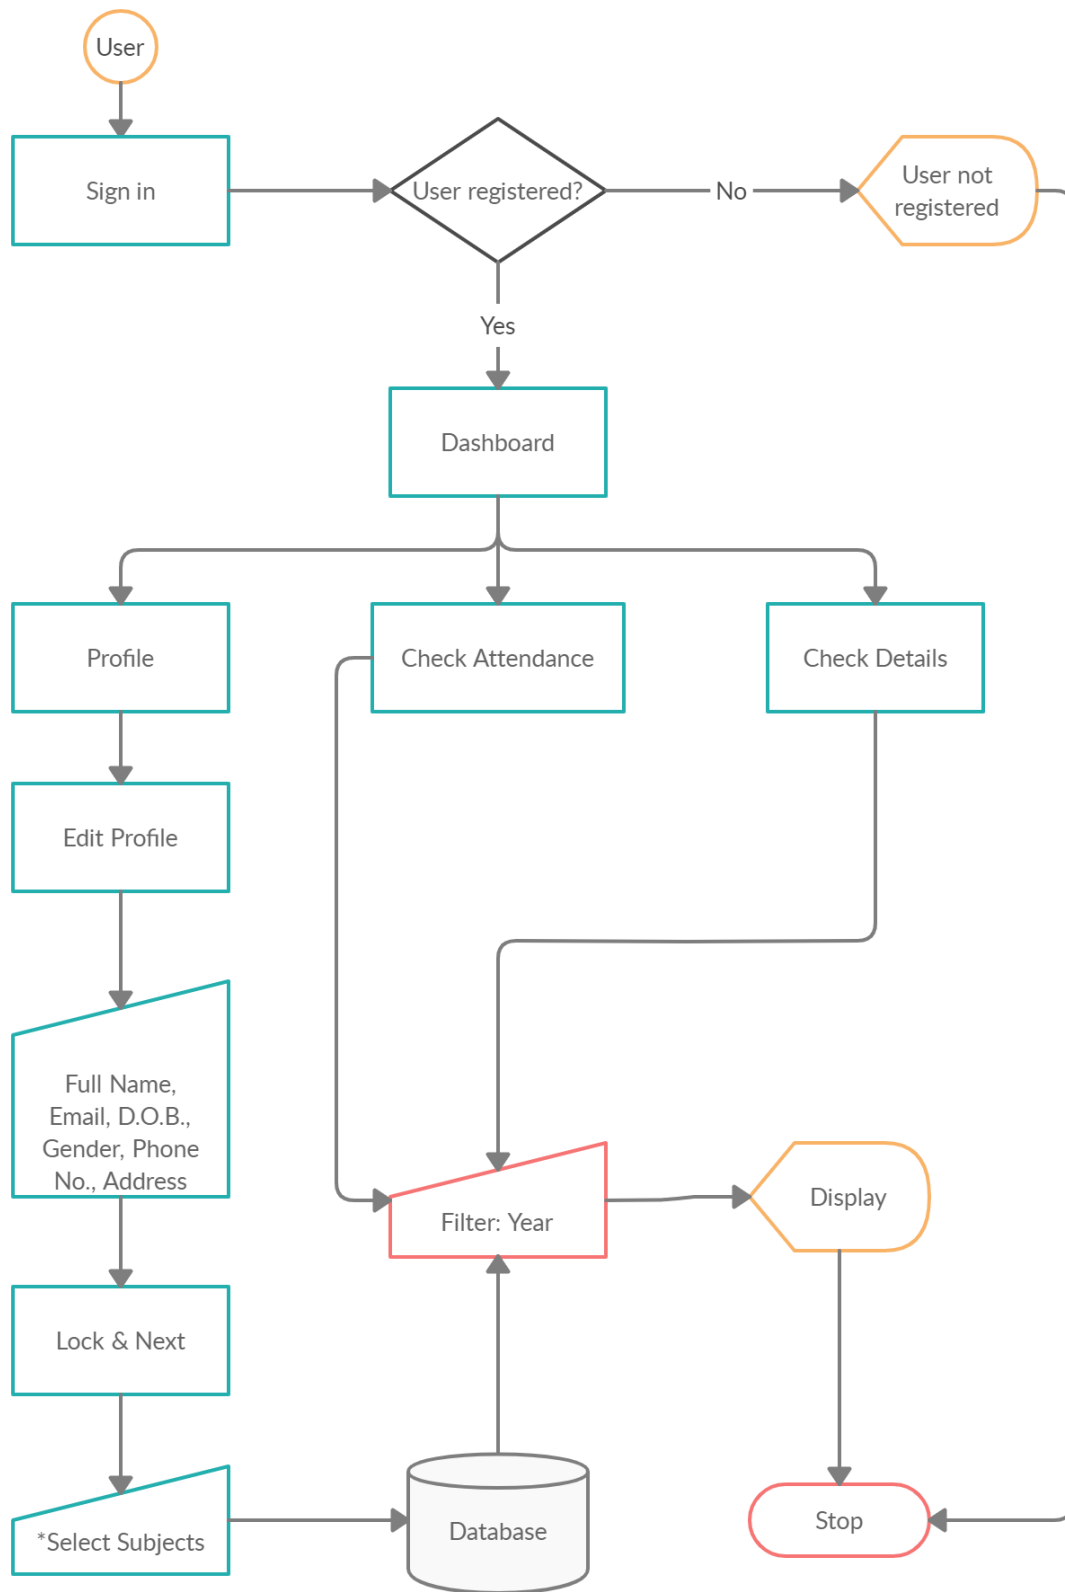 User
Sign in
User registered?
No
User not
registered
Yes
Dashboard
Profile
Check Attendance
Check Details
Edit Profile
Full Name,
Email, D.O.B.,
Gender, Phone
No., Address
Filter: Year
Display
Lock & Next
*Select Subjects
Database
Stop